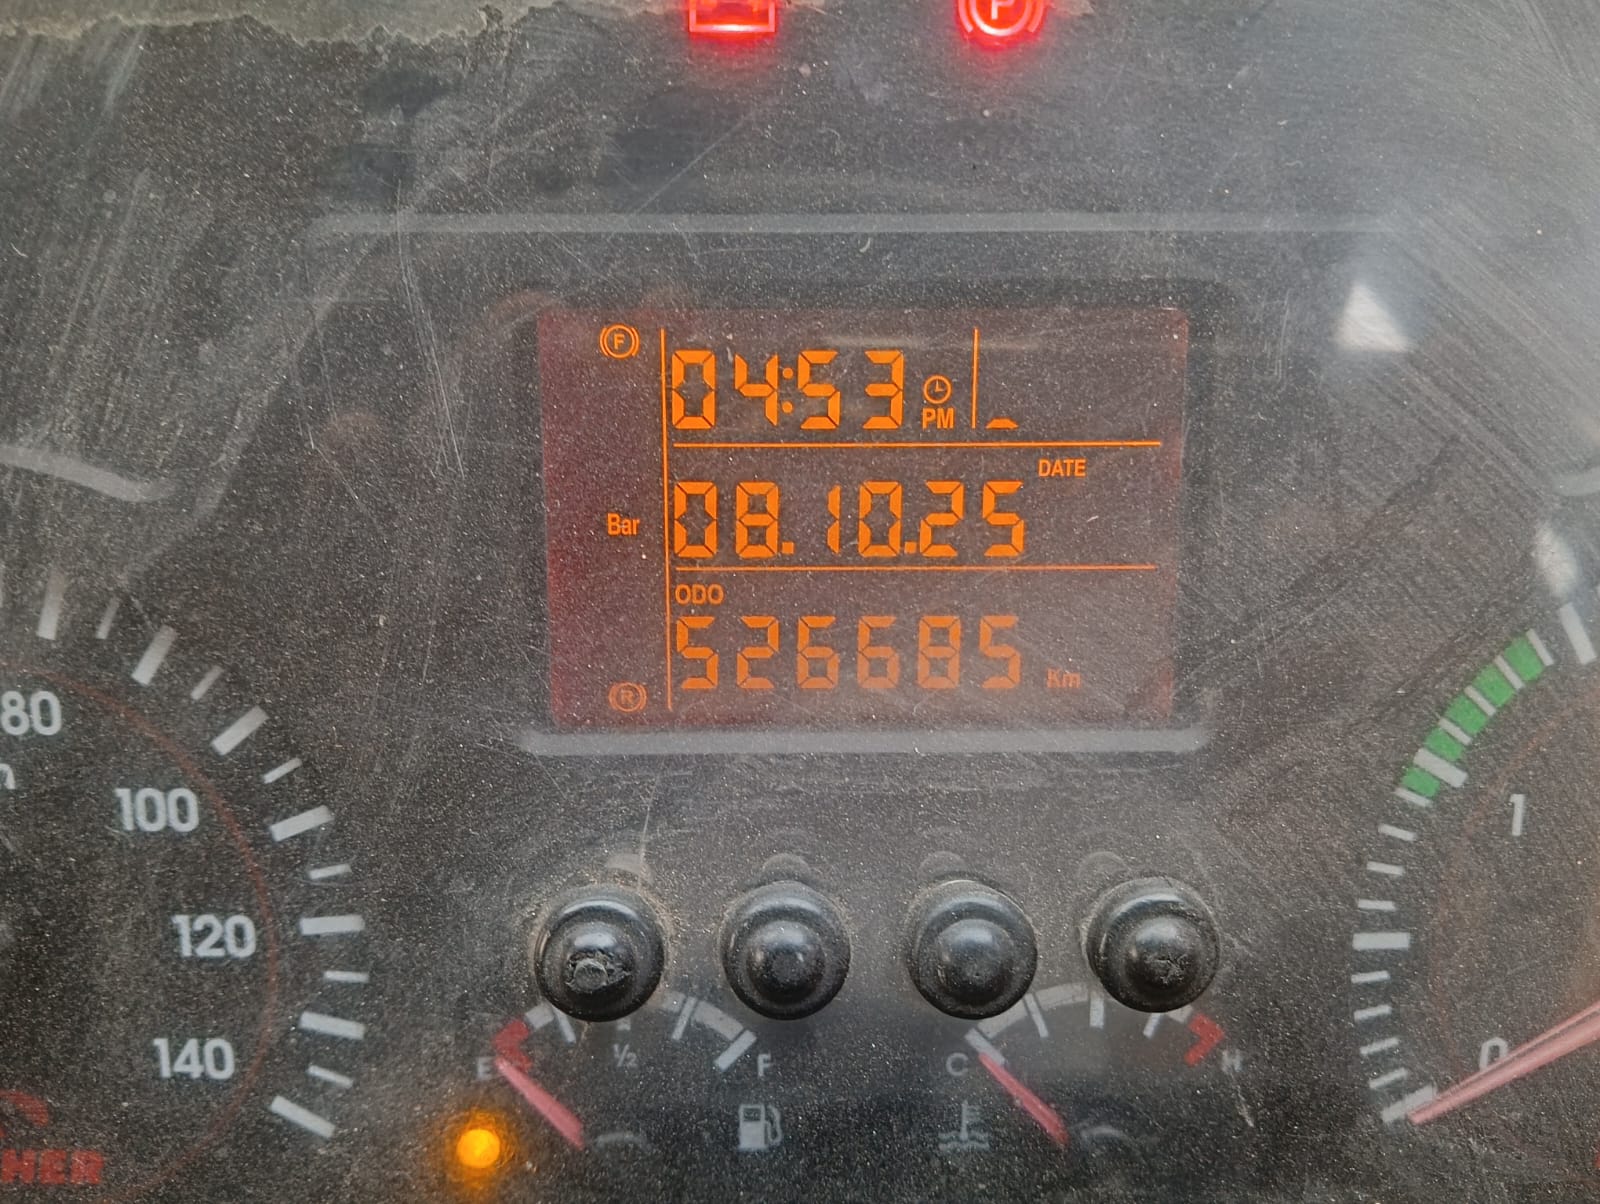 P
F
04:53 PM
DATE
Bar
08.10.25
ODO
526685 Km
R
80
100
120
140
1
0
E ½ F
C H